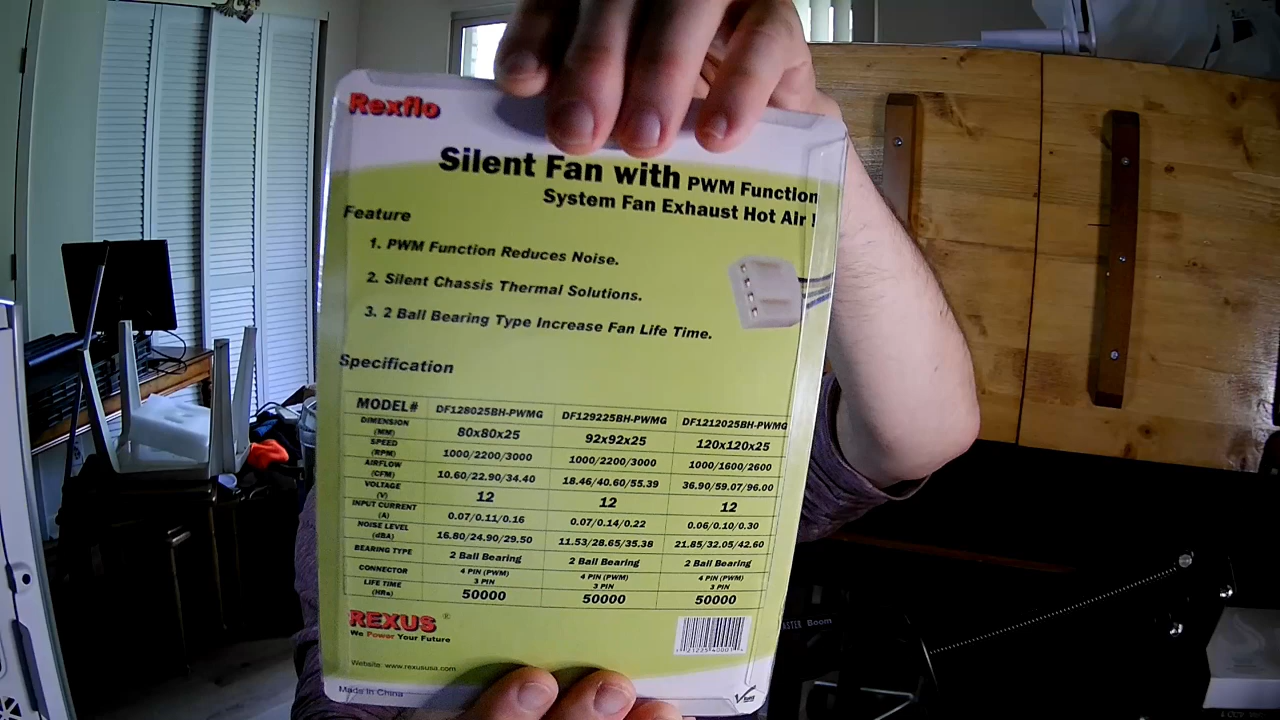 Rexflo
Silent Fan with PWM Function
System Fan Exhaust Hot Air
Feature
1. PWM Function Reduces Noise.
2. Silent Chassis Thermal Solutions.
3. 2 Ball Bearing Type Increase Fan Life Time.
Specification
MODEL# DF128025BH-PWMG DF129225BH-PWMG DF1212025BH-PWMG
DIMENSION (MM) 80x80x25 92x92x25 120x120x25
SPEED (RPM) 1000/2200/3000 1000/2200/3000 1000/1600/2600
AIRFLOW (CFM) 10.60/22.90/34.40 18.46/40.60/55.39 36.90/59.07/96.00
VOLTAGE (V) 12 12 12
INPUT CURRENT (A) 0.07/0.11/0.16 0.07/0.14/0.22 0.06/0.10/0.30
NOISE LEVEL (dBA) 16.80/24.90/29.50 11.53/28.65/35.38 21.85/32.05/42.60
BEARING TYPE 2 Ball Bearing 2 Ball Bearing 2 Ball Bearing
CONNECTOR 4 PIN (PWM) 3 PIN 4 PIN (PWM) 3 PIN 4 PIN (PWM) 3 PIN
LIFE TIME (HRs) 50000 50000 50000
REXUS ®
We Power Your Future
Website: www.rexususa.com
Made In China
Boom